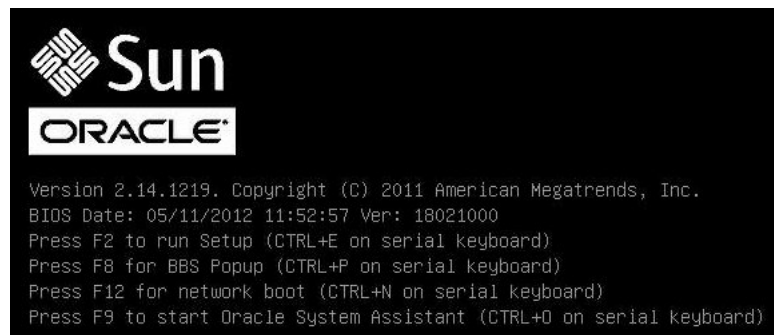 Sun
ORACLE
Version 2.14.1219. Copyright (C) 2011 American Megatrends, Inc.
BIOS Date: 05/11/2012 11:52:57 Ver: 18021000
Press F2 to run Setup (CTRL+E on serial keyboard)
Press F8 for BBS Popup (CTRL+P on serial keyboard)
Press F12 for network boot (CTRL+N on serial keyboard)
Press F9 to start Oracle System Assistant (CTRL+O on serial keyboard)